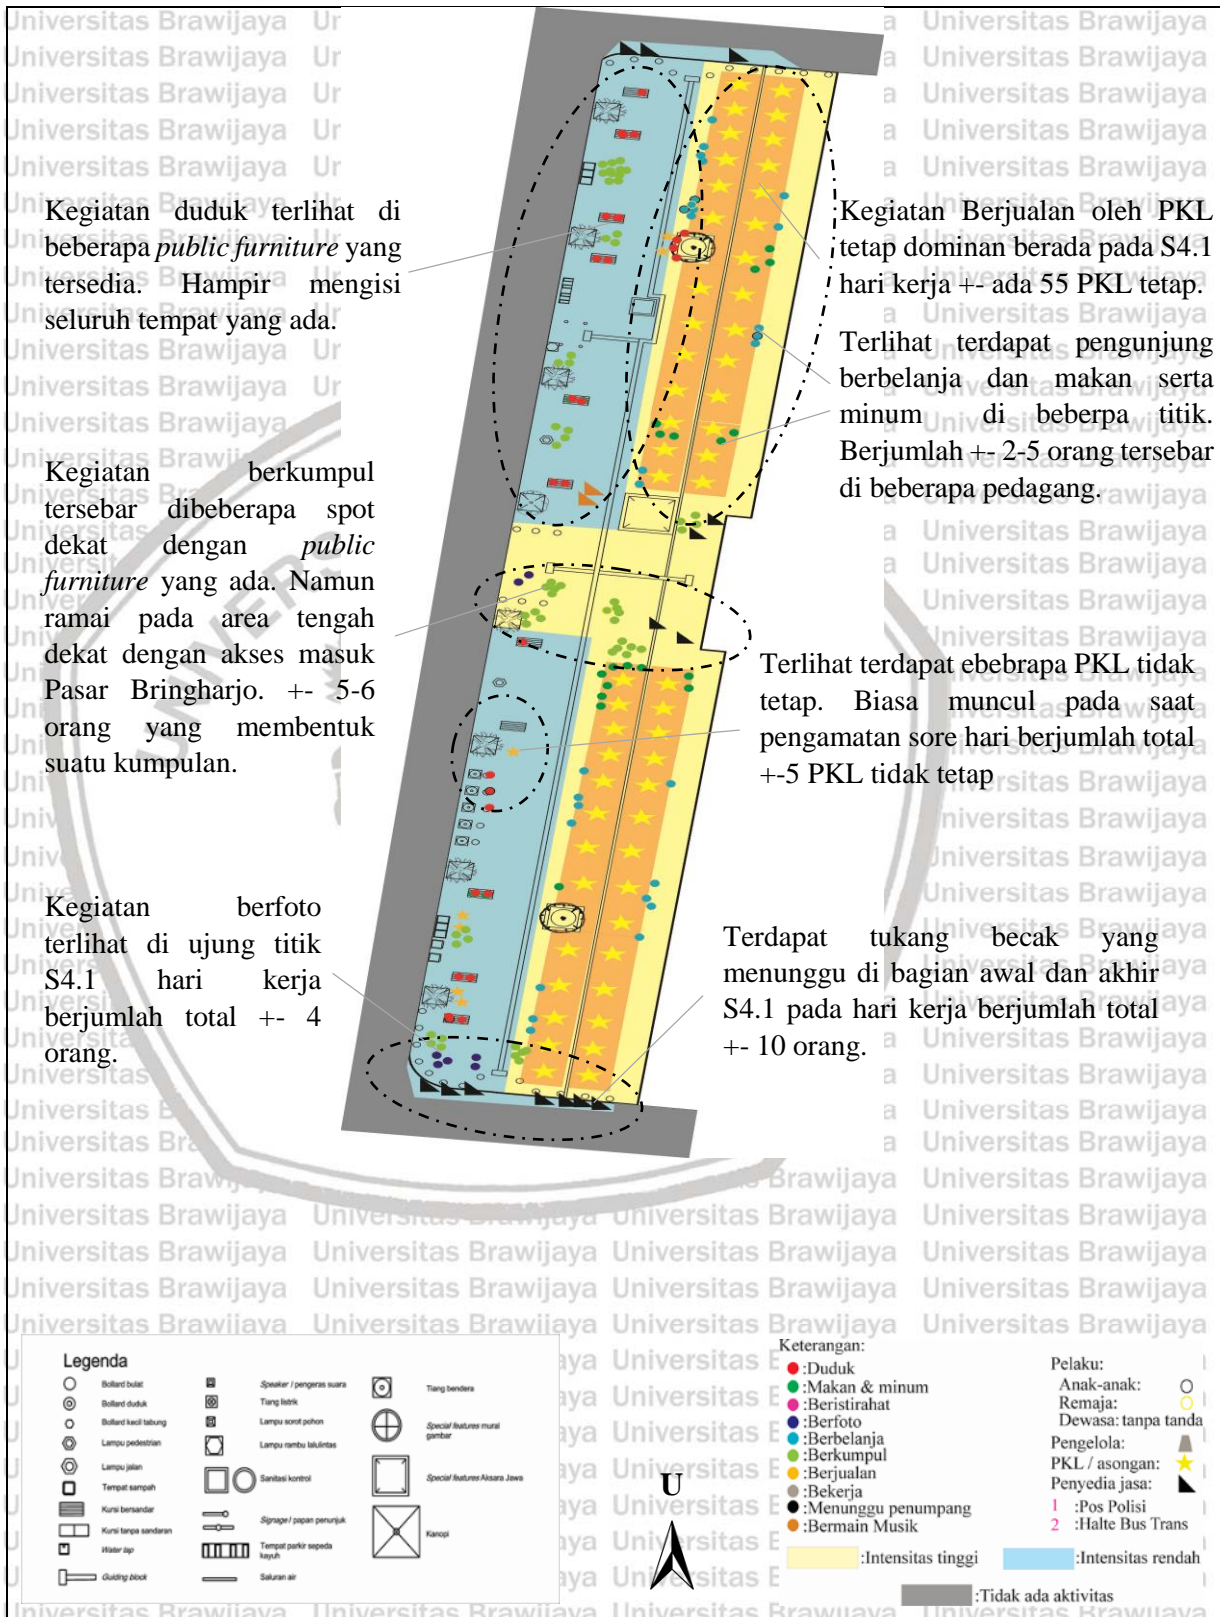 Kegiatan duduk terlihat di
beberapa public furniture yang
tersedia. Hampir mengisi
seluruh tempat yang ada.
Kegiatan berkumpul
tersebar dibeberapa spot
dekat dengan public
furniture yang ada. Namun
ramai pada area tengah
dekat dengan akses masuk
Pasar Bringharjo. +- 5-6
orang yang membentuk
suatu kumpulan.
Kegiatan berfoto
terlihat di ujung titik
S4.1 hari kerja
berjumlah total +- 4
orang.
Kegiatan Berjualan oleh PKL
tetap dominan berada pada S4.1
hari kerja +- ada 55 PKL tetap.
Terlihat terdapat pengunjung
berbelanja dan makan serta
minum di beberpa titik.
Berjumlah +- 2-5 orang tersebar
di beberapa pedagang.
Terlihat terdapat ebebrapa PKL tidak
tetap. Biasa muncul pada saat
pengamatan sore hari berjumlah total
+-5 PKL tidak tetap
Terdapat tukang becak yang
menunggu di bagian awal dan akhir
S4.1 pada hari kerja berjumlah total
+- 10 orang.
Legenda
Bollard bulat
Bollard duduk
Bollard kecil tabung
Lampu pedestrian
Lampu jalan
Tempat sampah
Kursi bersandar
Kursi tanpa sandaran
Water tap
Guiding block
Speaker / pengeras suara
Tiang listrik
Lampu sorot pohon
Lampu rambu lalulintas
Sanitasi kontrol
Signage / papan penunjuk
Tempat parkir sepeda
kayuh
Saluran air
Tiang bendera
Special features mural
gambar
Special features Aksara Jawa
Kanopi
U
Keterangan:
:Duduk
:Makan & minum
:Beristirahat
:Berfoto
:Berbelanja
:Berkumpul
:Berjualan
:Bekerja
:Menunggu penumpang
:Bermain Musik
Pelaku:
Anak-anak:
Remaja:
Dewasa: tanpa tanda
Pengelola:
PKL / asongan:
Penyedia jasa:
1 :Pos Polisi
2 :Halte Bus Trans
:Intensitas tinggi
:Intensitas rendah
:Tidak ada aktivitas